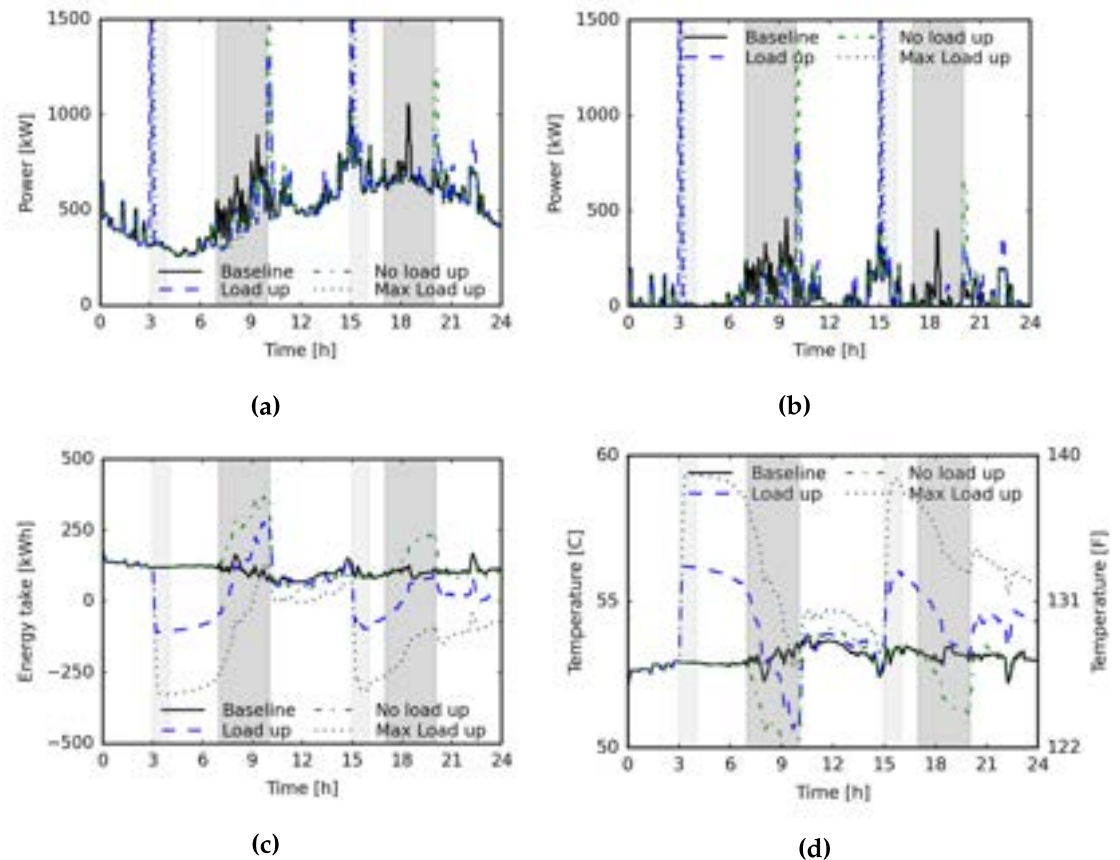 1500
1000
500
0
Power [kW]
Baseline
No load up
Load up
Max Load up
0 3 6 9 12 15 18 21 24
Time [h]
(a)
1500
1000
500
0
Power [kW]
Baseline
No load up
Load up
Max Load up
0 3 6 9 12 15 18 21 24
Time [h]
(b)
500
250
0
−250
−500
Energy take [kWh]
Baseline
No load up
Load up
Max Load up
0 3 6 9 12 15 18 21 24
Time [h]
(c)
60
55
50
Temperature [C]
Baseline
No load up
Load up
Max Load up
140
131
122
Temperature [F]
0 3 6 9 12 15 18 21 24
Time [h]
(d)